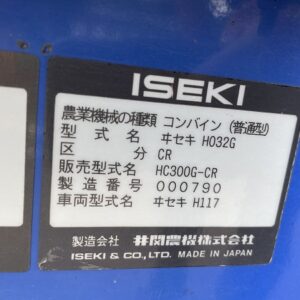 ISEKI
農業機械の種類 コンバイン (普通型)
型式名 ヰセキ HO32G
区分 CR
販売型式名 HC300G-CR
製造番号 000790
車両型式名 ヰセキ H117
製造会社 井関農機株式会社
ISEKI & CO., LTD. MADE IN JAPAN